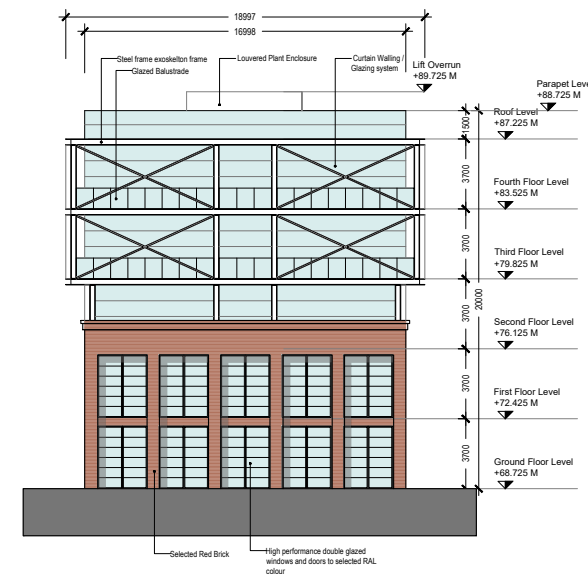 18997
16998
Steel frame exoskelton frame
Louvered Plant Enclosure
Curtain Walling /
Glazing system
Glazed Balustrade
Lift Overrun
+89.725 M
Parapet Leve
+88.725 M
1500
Roof Level
+87.225 M
3700
Fourth Floor Level
+83.525 M
3700
Third Floor Level
+79.825 M
3700
20000
Second Floor Level
+76.125 M
3700
First Floor Level
+72.425 M
3700
Ground Floor Level
+68.725 M
Selected Red Brick
High performance double glazed
windows and doors to selected RAL
colour